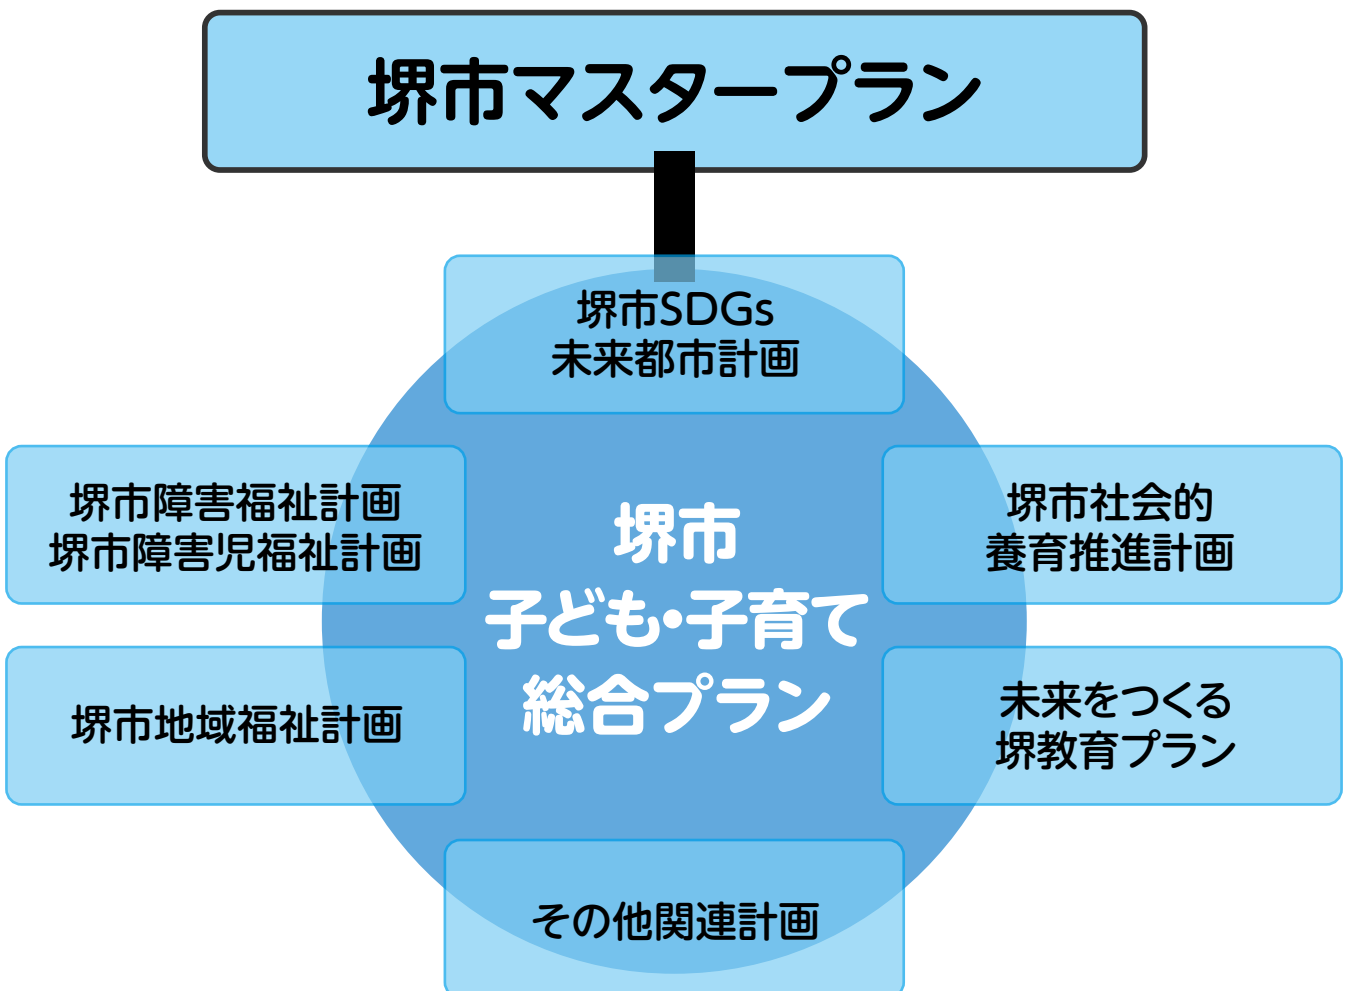 堺市マスタープラン
堺市SDGs
未来都市計画
堺市障害福祉計画
堺市障害児福祉計画
堺市社会的
養育推進計画
堺市
子ども・子育て
総合プラン
堺市地域福祉計画
未来をつくる
堺教育プラン
その他関連計画